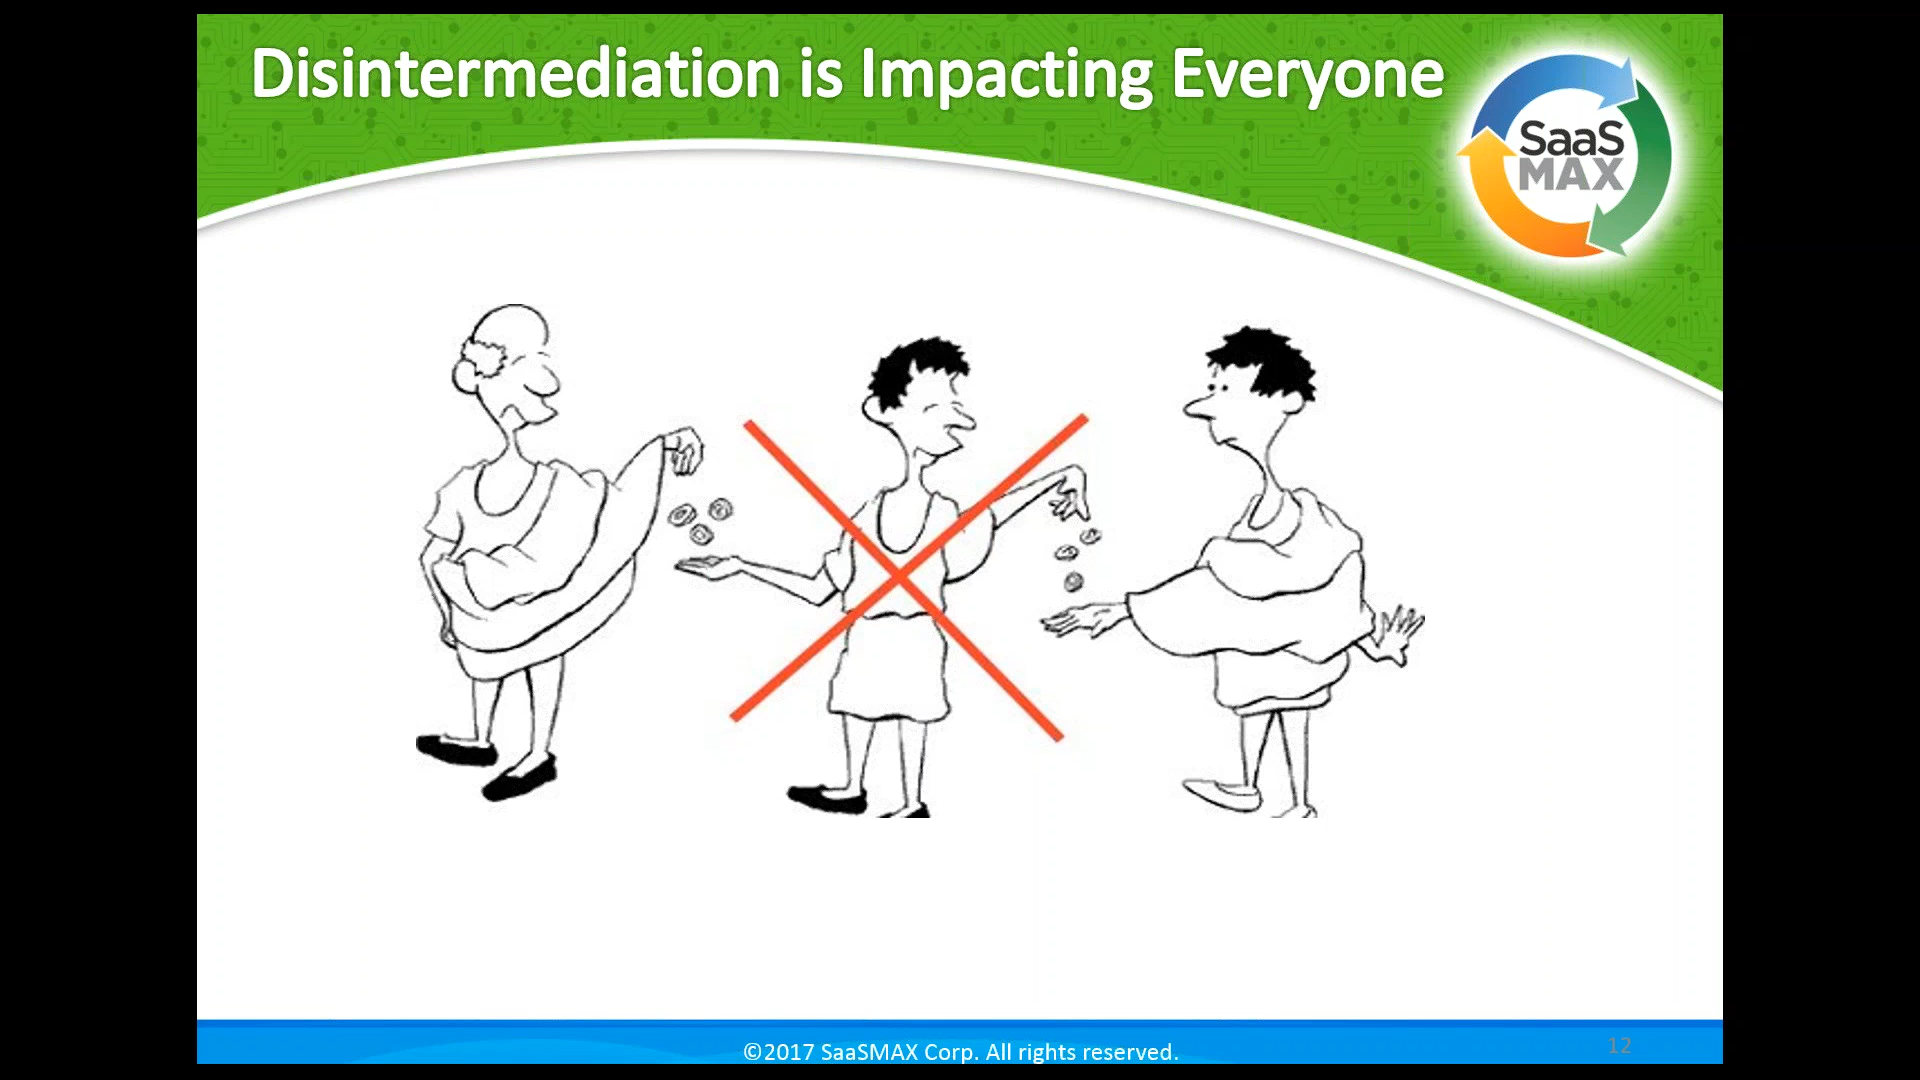 Disintermediation is Impacting Everyone
SaaS
MAX
©2017 SaaSMAX Corp. All rights reserved.
12